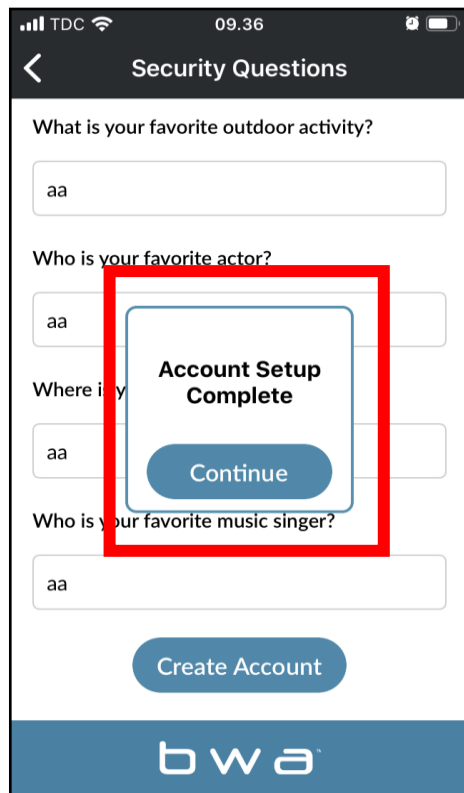 TDC 09.36
Security Questions
What is your favorite outdoor activity?
aa
Who is your favorite actor?
aa
Where is y
aa
Account Setup
Complete
Continue
Who is your favorite music singer?
aa
Create Account
bwa